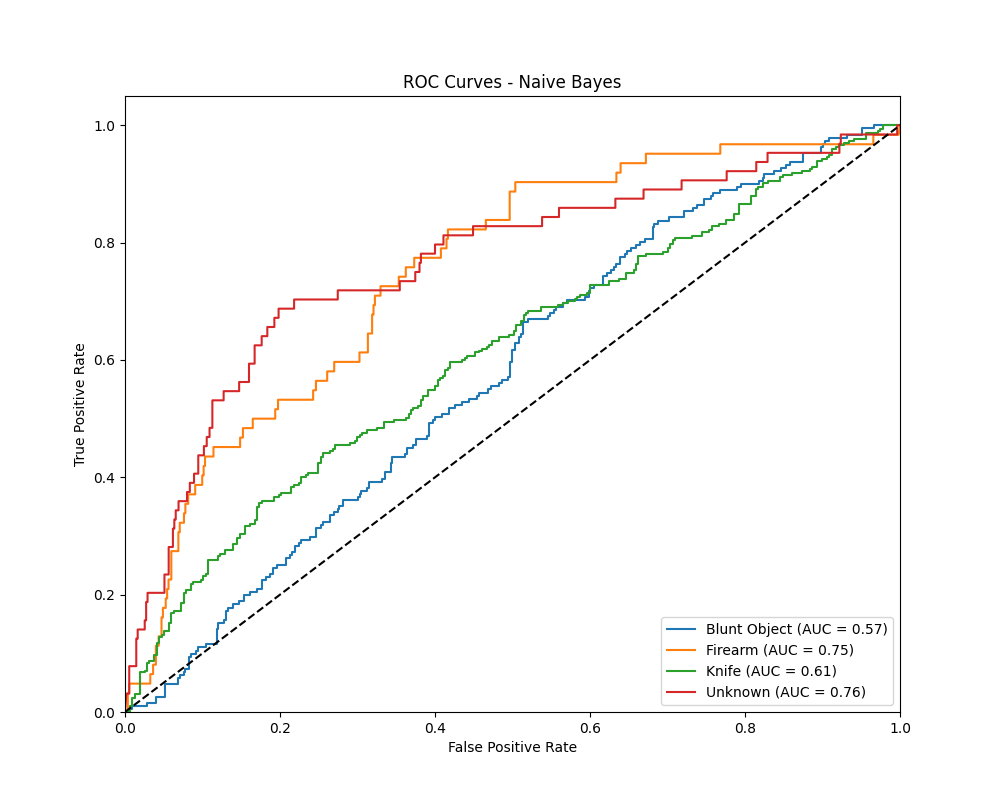 ROC Curves - Naive Bayes
True Positive Rate
1.0
0.8
0.6
0.4
0.2
0.0
Blunt Object (AUC = 0.57)
Firearm (AUC = 0.75)
Knife (AUC = 0.61)
Unknown (AUC = 0.76)
0.0 0.2 0.4 0.6 0.8 1.0
False Positive Rate